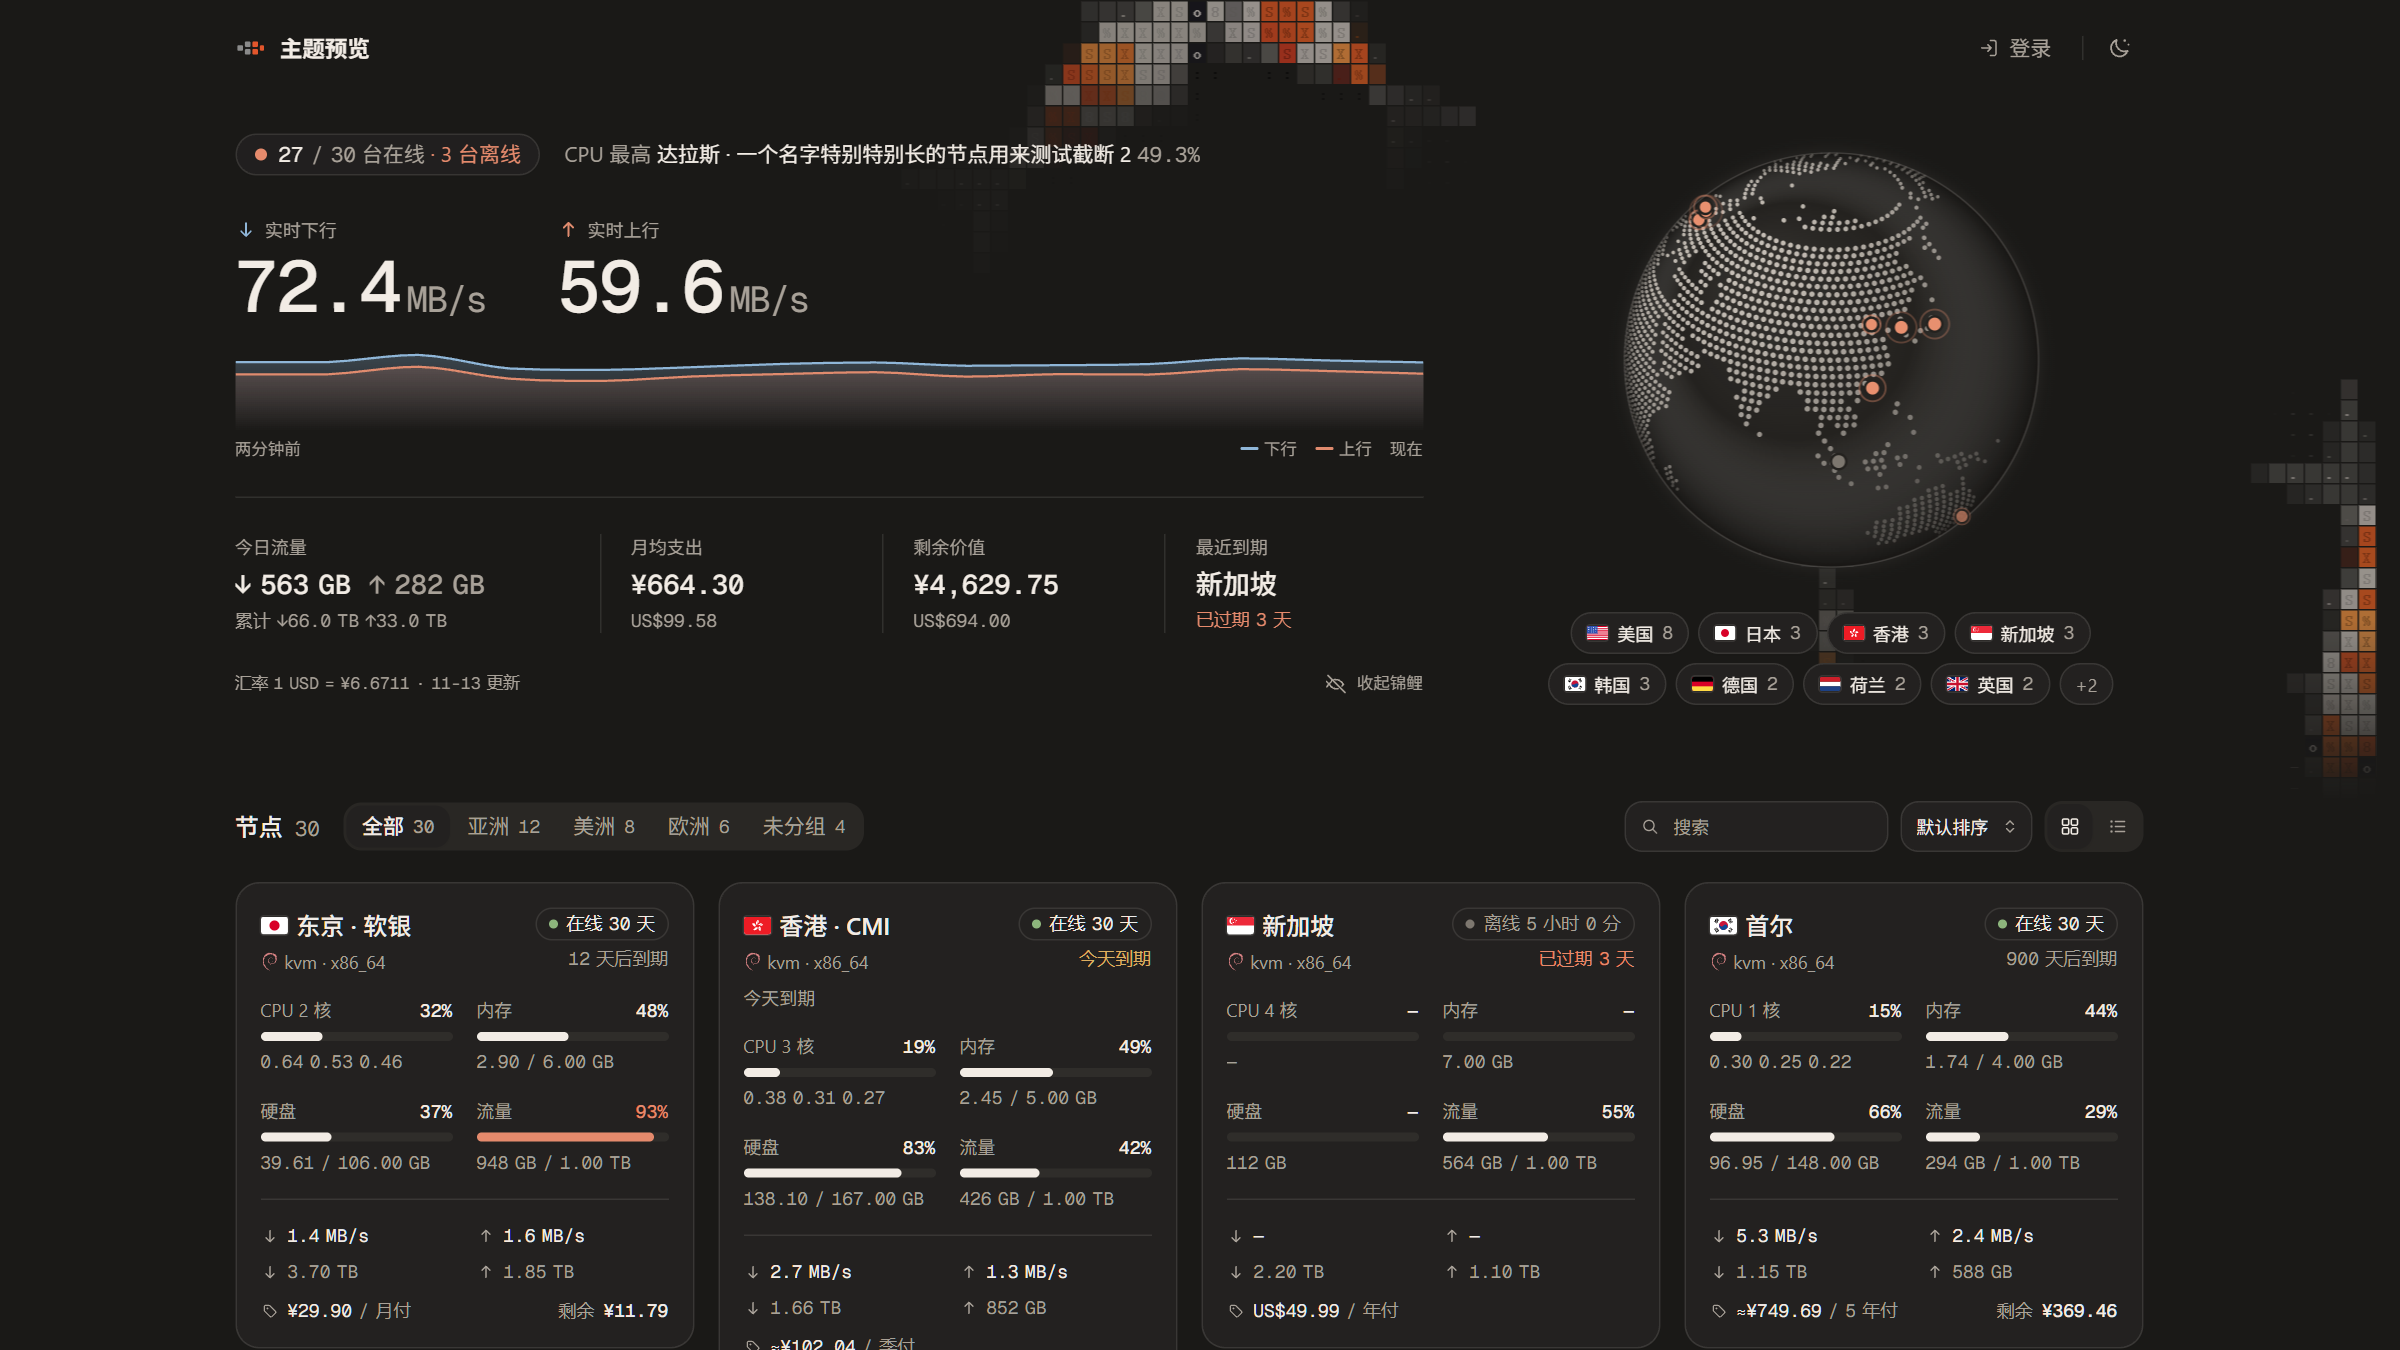 主题预览
登录
27 / 30 台在线 · 3 台离线
CPU 最高 达拉斯 · 一个名字特别特别长的节点用来测试截断 2 49.3%
↓ 实时下行
↑ 实时上行
72.4 MB/s
59.6 MB/s
两分钟前
下行 上行 现在
今日流量
↓ 563 GB ↑ 282 GB
累计 ↓66.0 TB ↑33.0 TB
月均支出
¥664.30
US$99.58
剩余价值
¥4,629.75
US$694.00
最近到期
新加坡
已过期 3 天
汇率 1 USD = ¥6.6711 · 11-13 更新
收起锦鲤
美国 8
日本 3
香港 3
新加坡 3
韩国 3
德国 2
荷兰 2
英国 2
+2
节点 30
全部 30 亚洲 12 美洲 8 欧洲 6 未分组 4
搜索
默认排序
东京 · 软银
在线 30 天
kvm · x86_64
12 天后到期
CPU 2 核 32%
内存 48%
0.64 0.53 0.46
2.90 / 6.00 GB
硬盘 37%
流量 93%
39.61 / 106.00 GB
948 GB / 1.00 TB
↓ 1.4 MB/s
↑ 1.6 MB/s
↓ 3.70 TB
↑ 1.85 TB
¥29.90 / 月付
剩余 ¥11.79
香港 · CMI
在线 30 天
kvm · x86_64
今天到期
今天到期
CPU 3 核 19%
内存 49%
0.38 0.31 0.27
2.45 / 5.00 GB
硬盘 83%
流量 42%
138.10 / 167.00 GB
426 GB / 1.00 TB
↓ 2.7 MB/s
↑ 1.3 MB/s
↓ 1.66 TB
↑ 852 GB
≈¥102.04 / 季付
新加坡
离线 5 小时 0 分
kvm · x86_64
已过期 3 天
CPU 4 核 –
内存 –
–
7.00 GB
硬盘 –
流量 55%
112 GB
564 GB / 1.00 TB
↓ –
↑ –
↓ 2.20 TB
↑ 1.10 TB
US$49.99 / 年付
首尔
在线 30 天
kvm · x86_64
900 天后到期
CPU 1 核 15%
内存 44%
0.30 0.25 0.22
1.74 / 4.00 GB
硬盘 66%
流量 29%
96.95 / 148.00 GB
294 GB / 1.00 TB
↓ 5.3 MB/s
↑ 2.4 MB/s
↓ 1.15 TB
↑ 588 GB
≈¥749.69 / 5 年付
剩余 ¥369.46